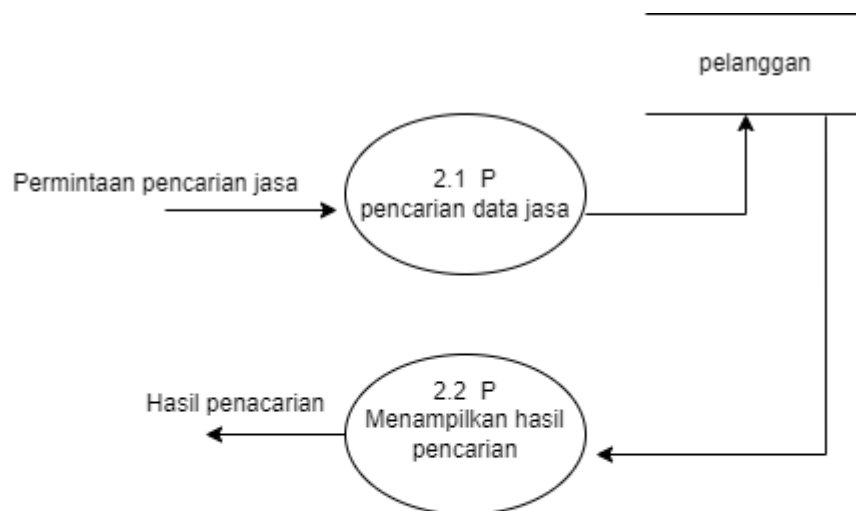 pelanggan
Permintaan pencarian jasa
2.1 P
pencarian data jasa
Hasil penacarian
2.2 P
Menampilkan hasil
pencarian